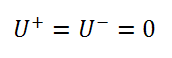 U⁺ = U⁻ = 0